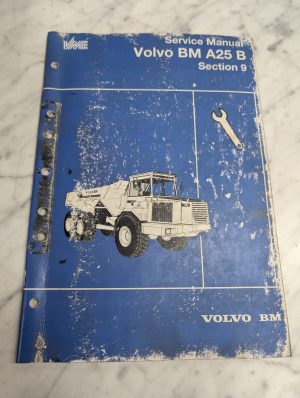 VME
Service Manual
Volvo BM A25 B
Section 9
VOLVO BM